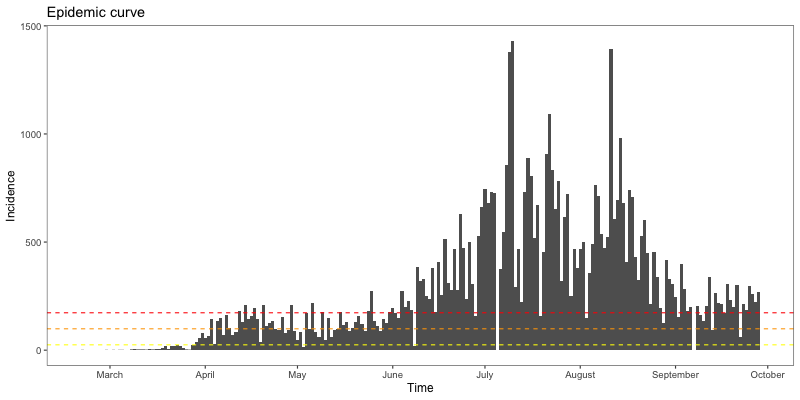 Epidemic curve
1500
1000
500
0
Incidence
March April May June July August September October
Time